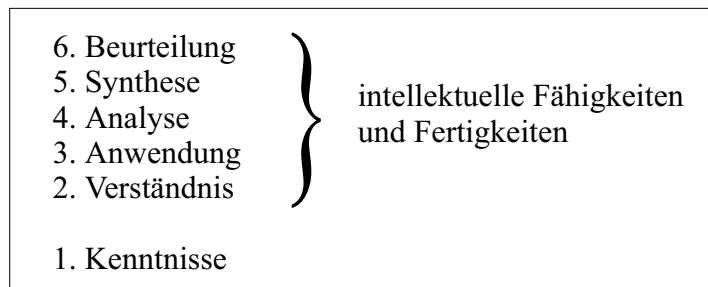 6. Beurteilung
5. Synthese
4. Analyse
3. Anwendung
2. Verständnis
intellektuelle Fähigkeiten
und Fertigkeiten
1. Kenntnisse